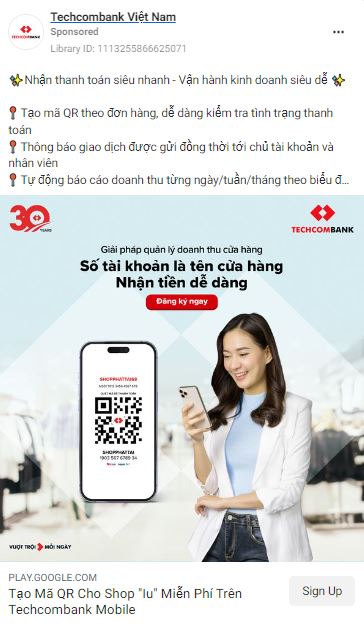 Techcombank Việt Nam
Sponsored
Library ID: 1113255866625071
✨Nhận thanh toán siêu nhanh - Vận hành kinh doanh siêu dễ ✨
📍Tạo mã QR theo đơn hàng, dễ dàng kiểm tra tình trạng thanh
toán
📍Thông báo giao dịch được gửi đồng thời tới chủ tài khoản và
nhân viên
📍Tự động báo cáo doanh thu từng ngày/tuần/tháng theo biểu đ...
30
YEARS
TECHCOMBANK
Giải pháp quản lý doanh thu cửa hàng
Số tài khoản là tên cửa hàng
Nhận tiền dễ dàng
Đăng ký ngay
SHOPPHATTAI68
SHOPPHATTAI
1903 567 6789 34
VƯỢT TRỘI MỖI NGÀY
PLAY.GOOGLE.COM
Tạo Mã QR Cho Shop "Iu" Miễn Phí Trên
Techcombank Mobile
Sign Up